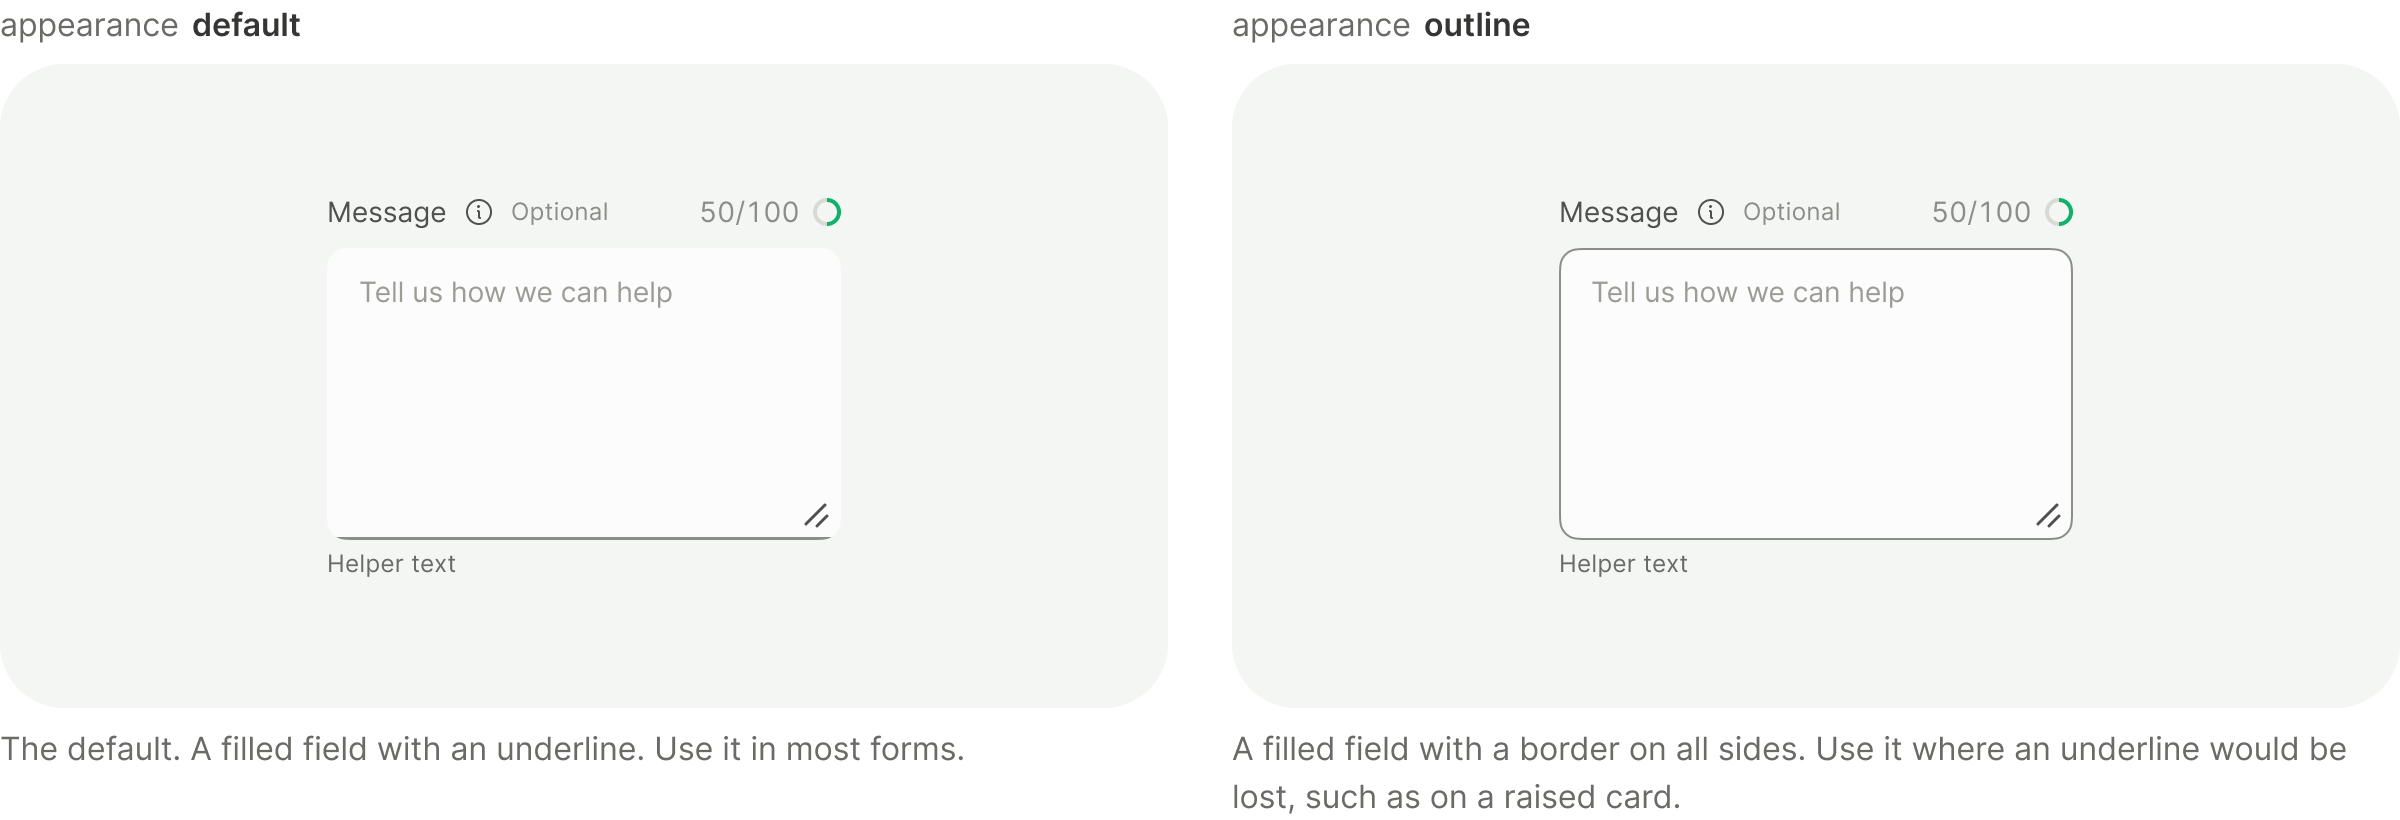 appearance default
Message Optional 50/100
Tell us how we can help
Helper text
The default. A filled field with an underline. Use it in most forms.
appearance outline
Message Optional 50/100
Tell us how we can help
Helper text
A filled field with a border on all sides. Use it where an underline would be
lost, such as on a raised card.